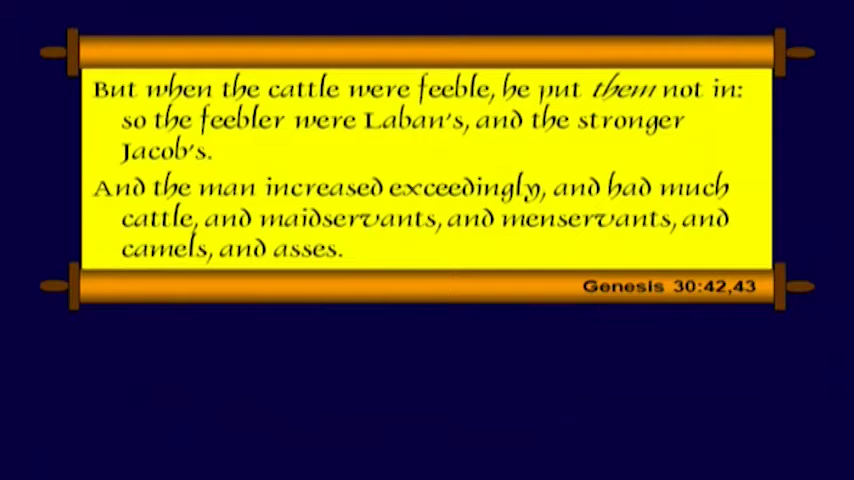 But when the cattle were feeble, he put them not in:
so the feebler were Laban's, and the stronger
Jacob's.
And the man increased exceedingly, and had much
cattle, and maidservants, and menservants, and
camels, and asses.
Genesis 30:42,43